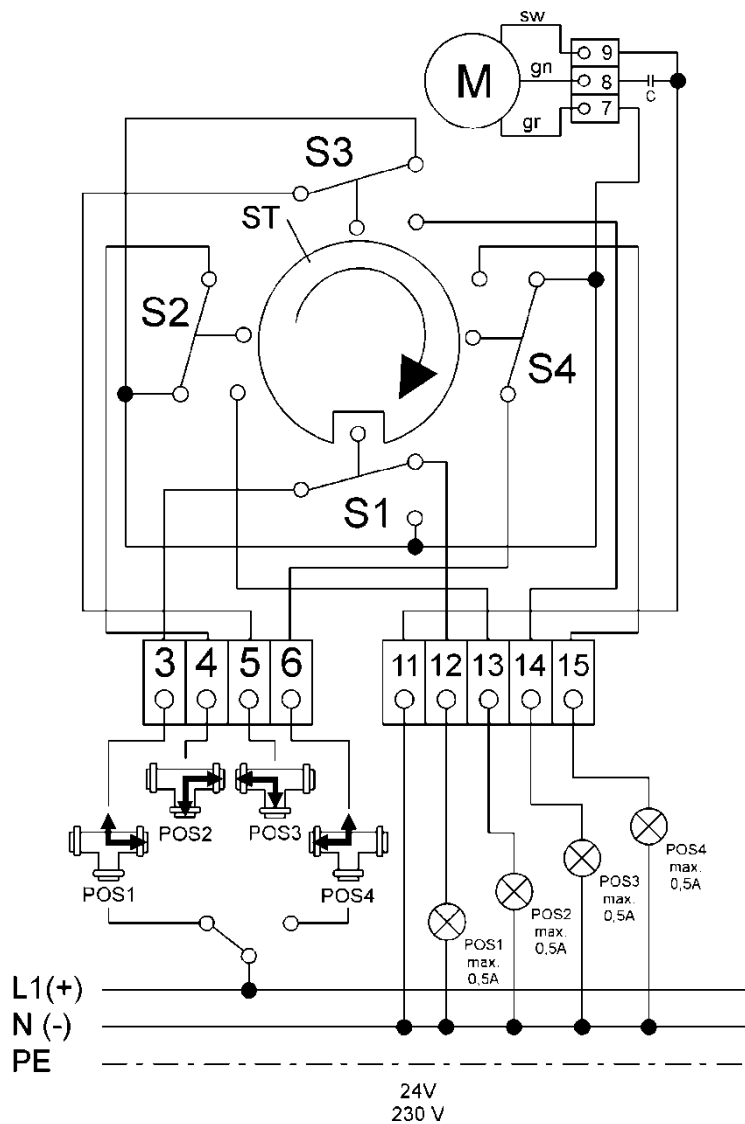 sw
9
gn
8
C
M
7
gr
S3
ST
S2
S4
S1
3 4 5 6
11 12 13 14 15
POS2
POS3
POS1
POS4
POS4
max.
0,5A
POS3
max.
0,5A
POS2
max.
0,5A
POS1
max.
0,5A
L1(+)
N (-)
PE
24V
230 V